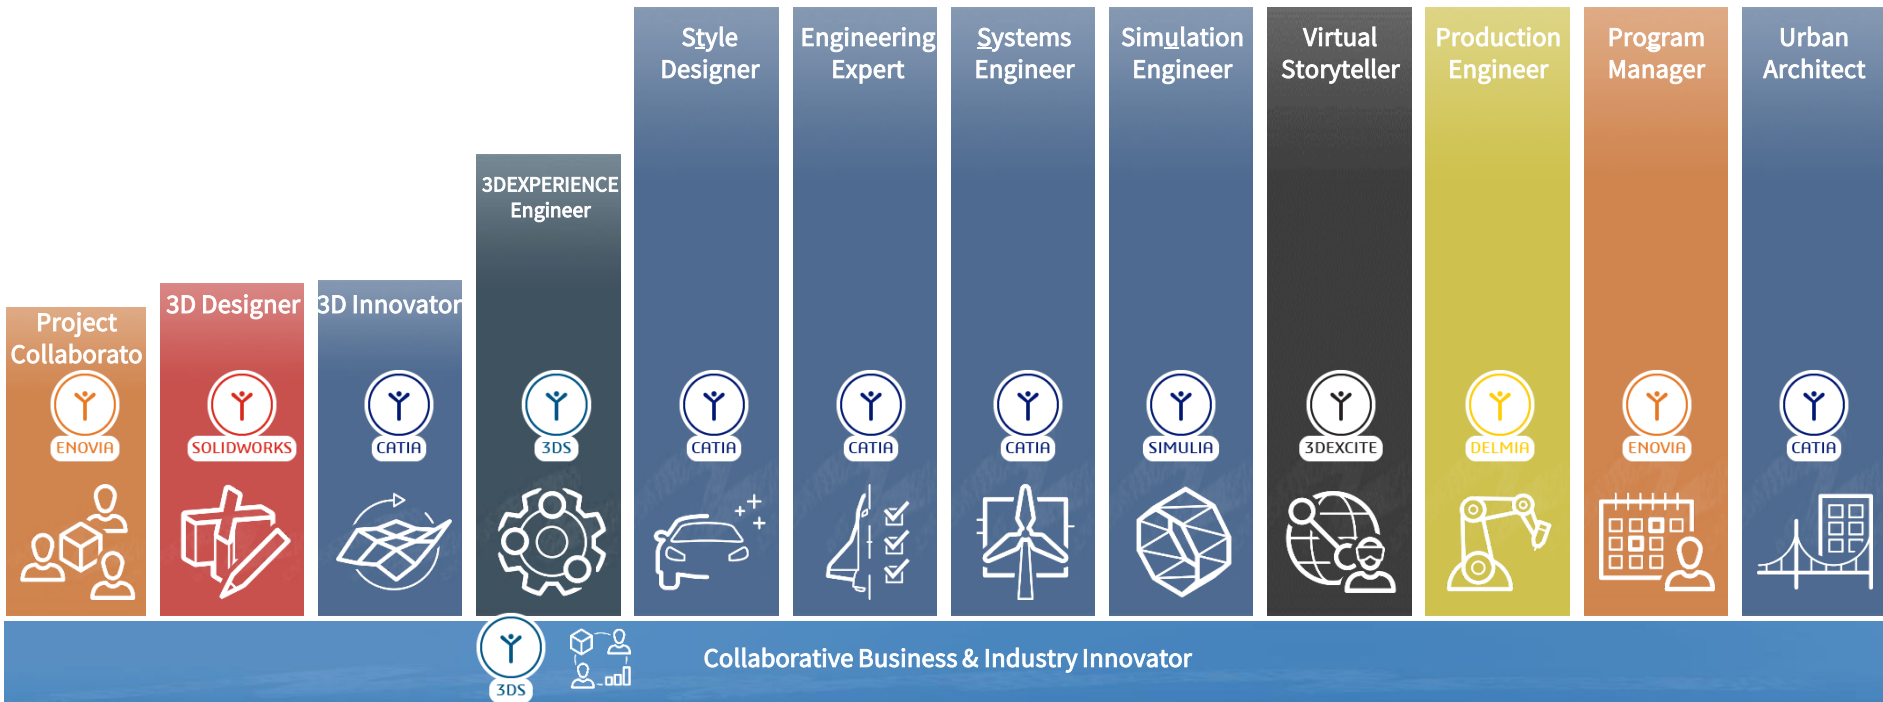 Style
Designer
Engineering
Expert
Systems
Engineer
Simulation
Engineer
Virtual
Storyteller
Production
Engineer
Program
Manager
Urban
Architect
3DEXPERIENCE
Engineer
3D Designer
3D Innovator
Project
Collaborato
ENOVIA
SOLIDWORKS
CATIA
3DS
CATIA
CATIA
CATIA
SIMULIA
3DEXCITE
DELMIA
ENOVIA
CATIA
Collaborative Business & Industry Innovator
3DS